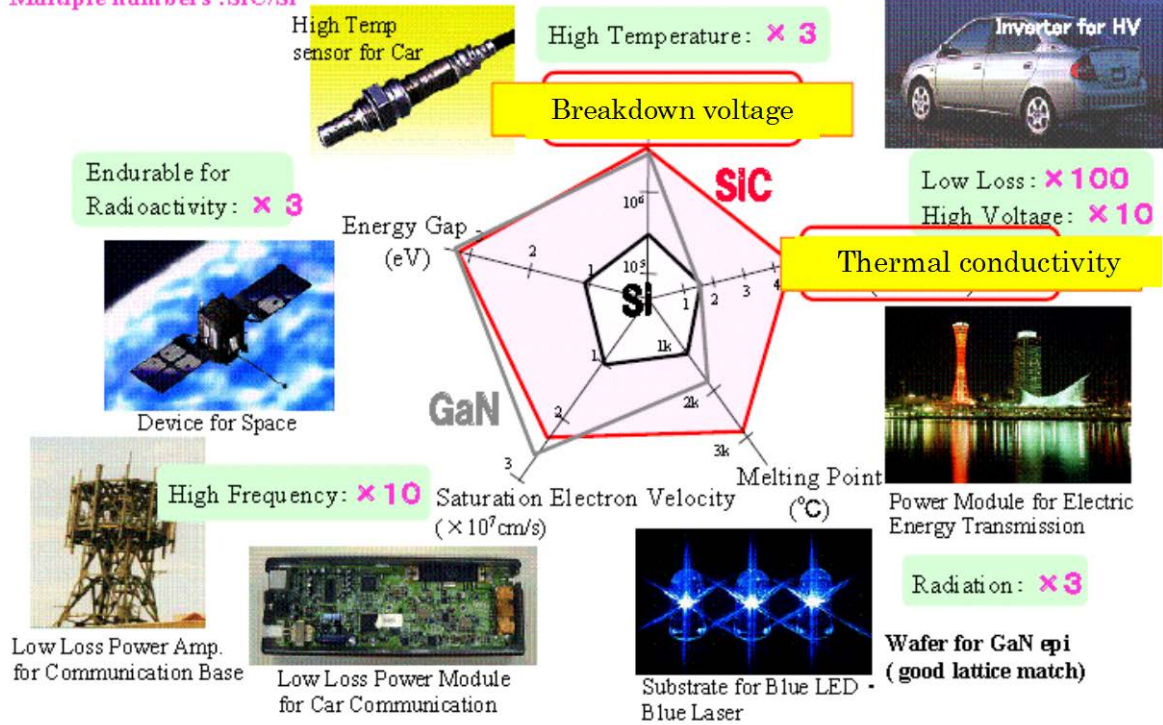 Multiple numbers :SiC/Si
High Temp
sensor for Car
High Temperature: × 3
Inverter for HV
Breakdown voltage
Endurable for
Radioactivity: × 3
SiC
Low Loss: ×100
High Voltage: ×10
10⁶
Energy Gap
(eV)
2
1
10⁵
Si
1
2
3
4
Thermal conductivity
1
1k
GaN
2
2k
3
3k
Device for Space
High Frequency: ×10
Saturation Electron Velocity
(×10⁷cm/s)
Melting Point
(℃)
Power Module for Electric
Energy Transmission
Radiation: ×3
Low Loss Power Amp.
for Communication Base
Low Loss Power Module
for Car Communication
Substrate for Blue LED・
Blue Laser
Wafer for GaN epi
( good lattice match)